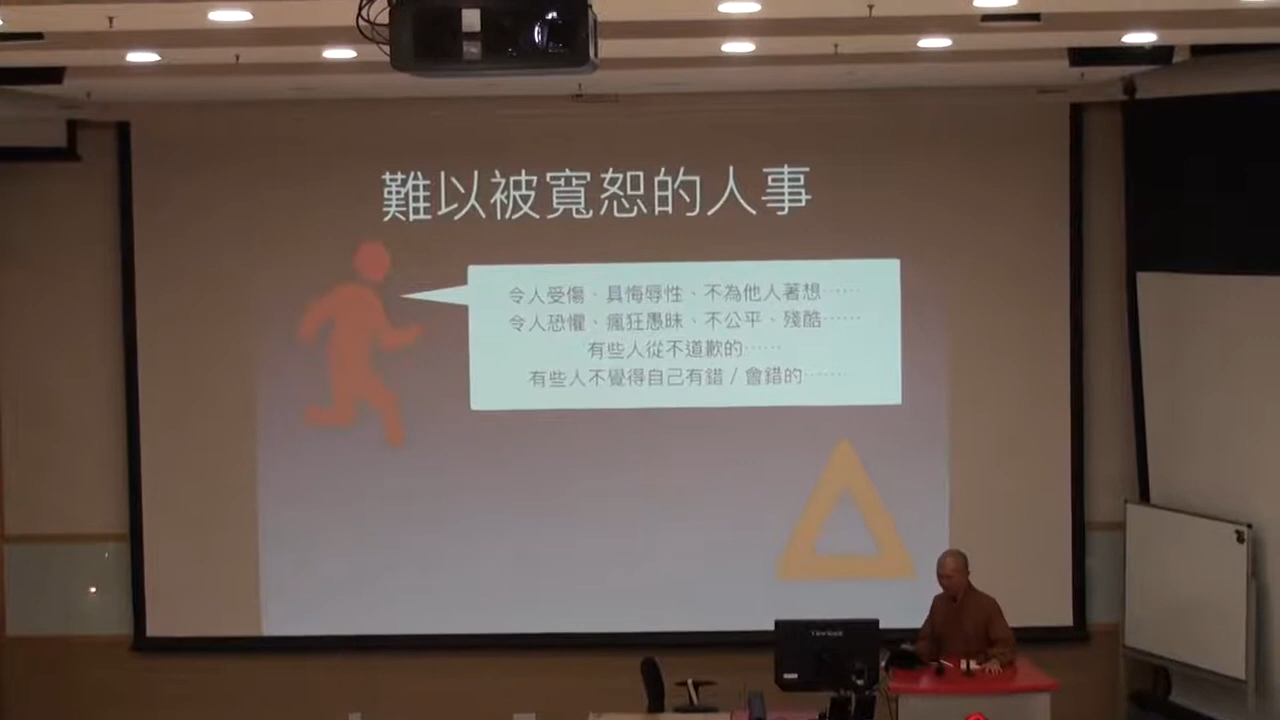 難以被寬恕的人事
令人受傷、具悔辱性、不為他人著想……
令人恐懼、瘋狂愚昧、不公平、殘酷……
有些人從不道歉的……
有些人不覺得自己有錯 / 會錯的……
ViewSonic